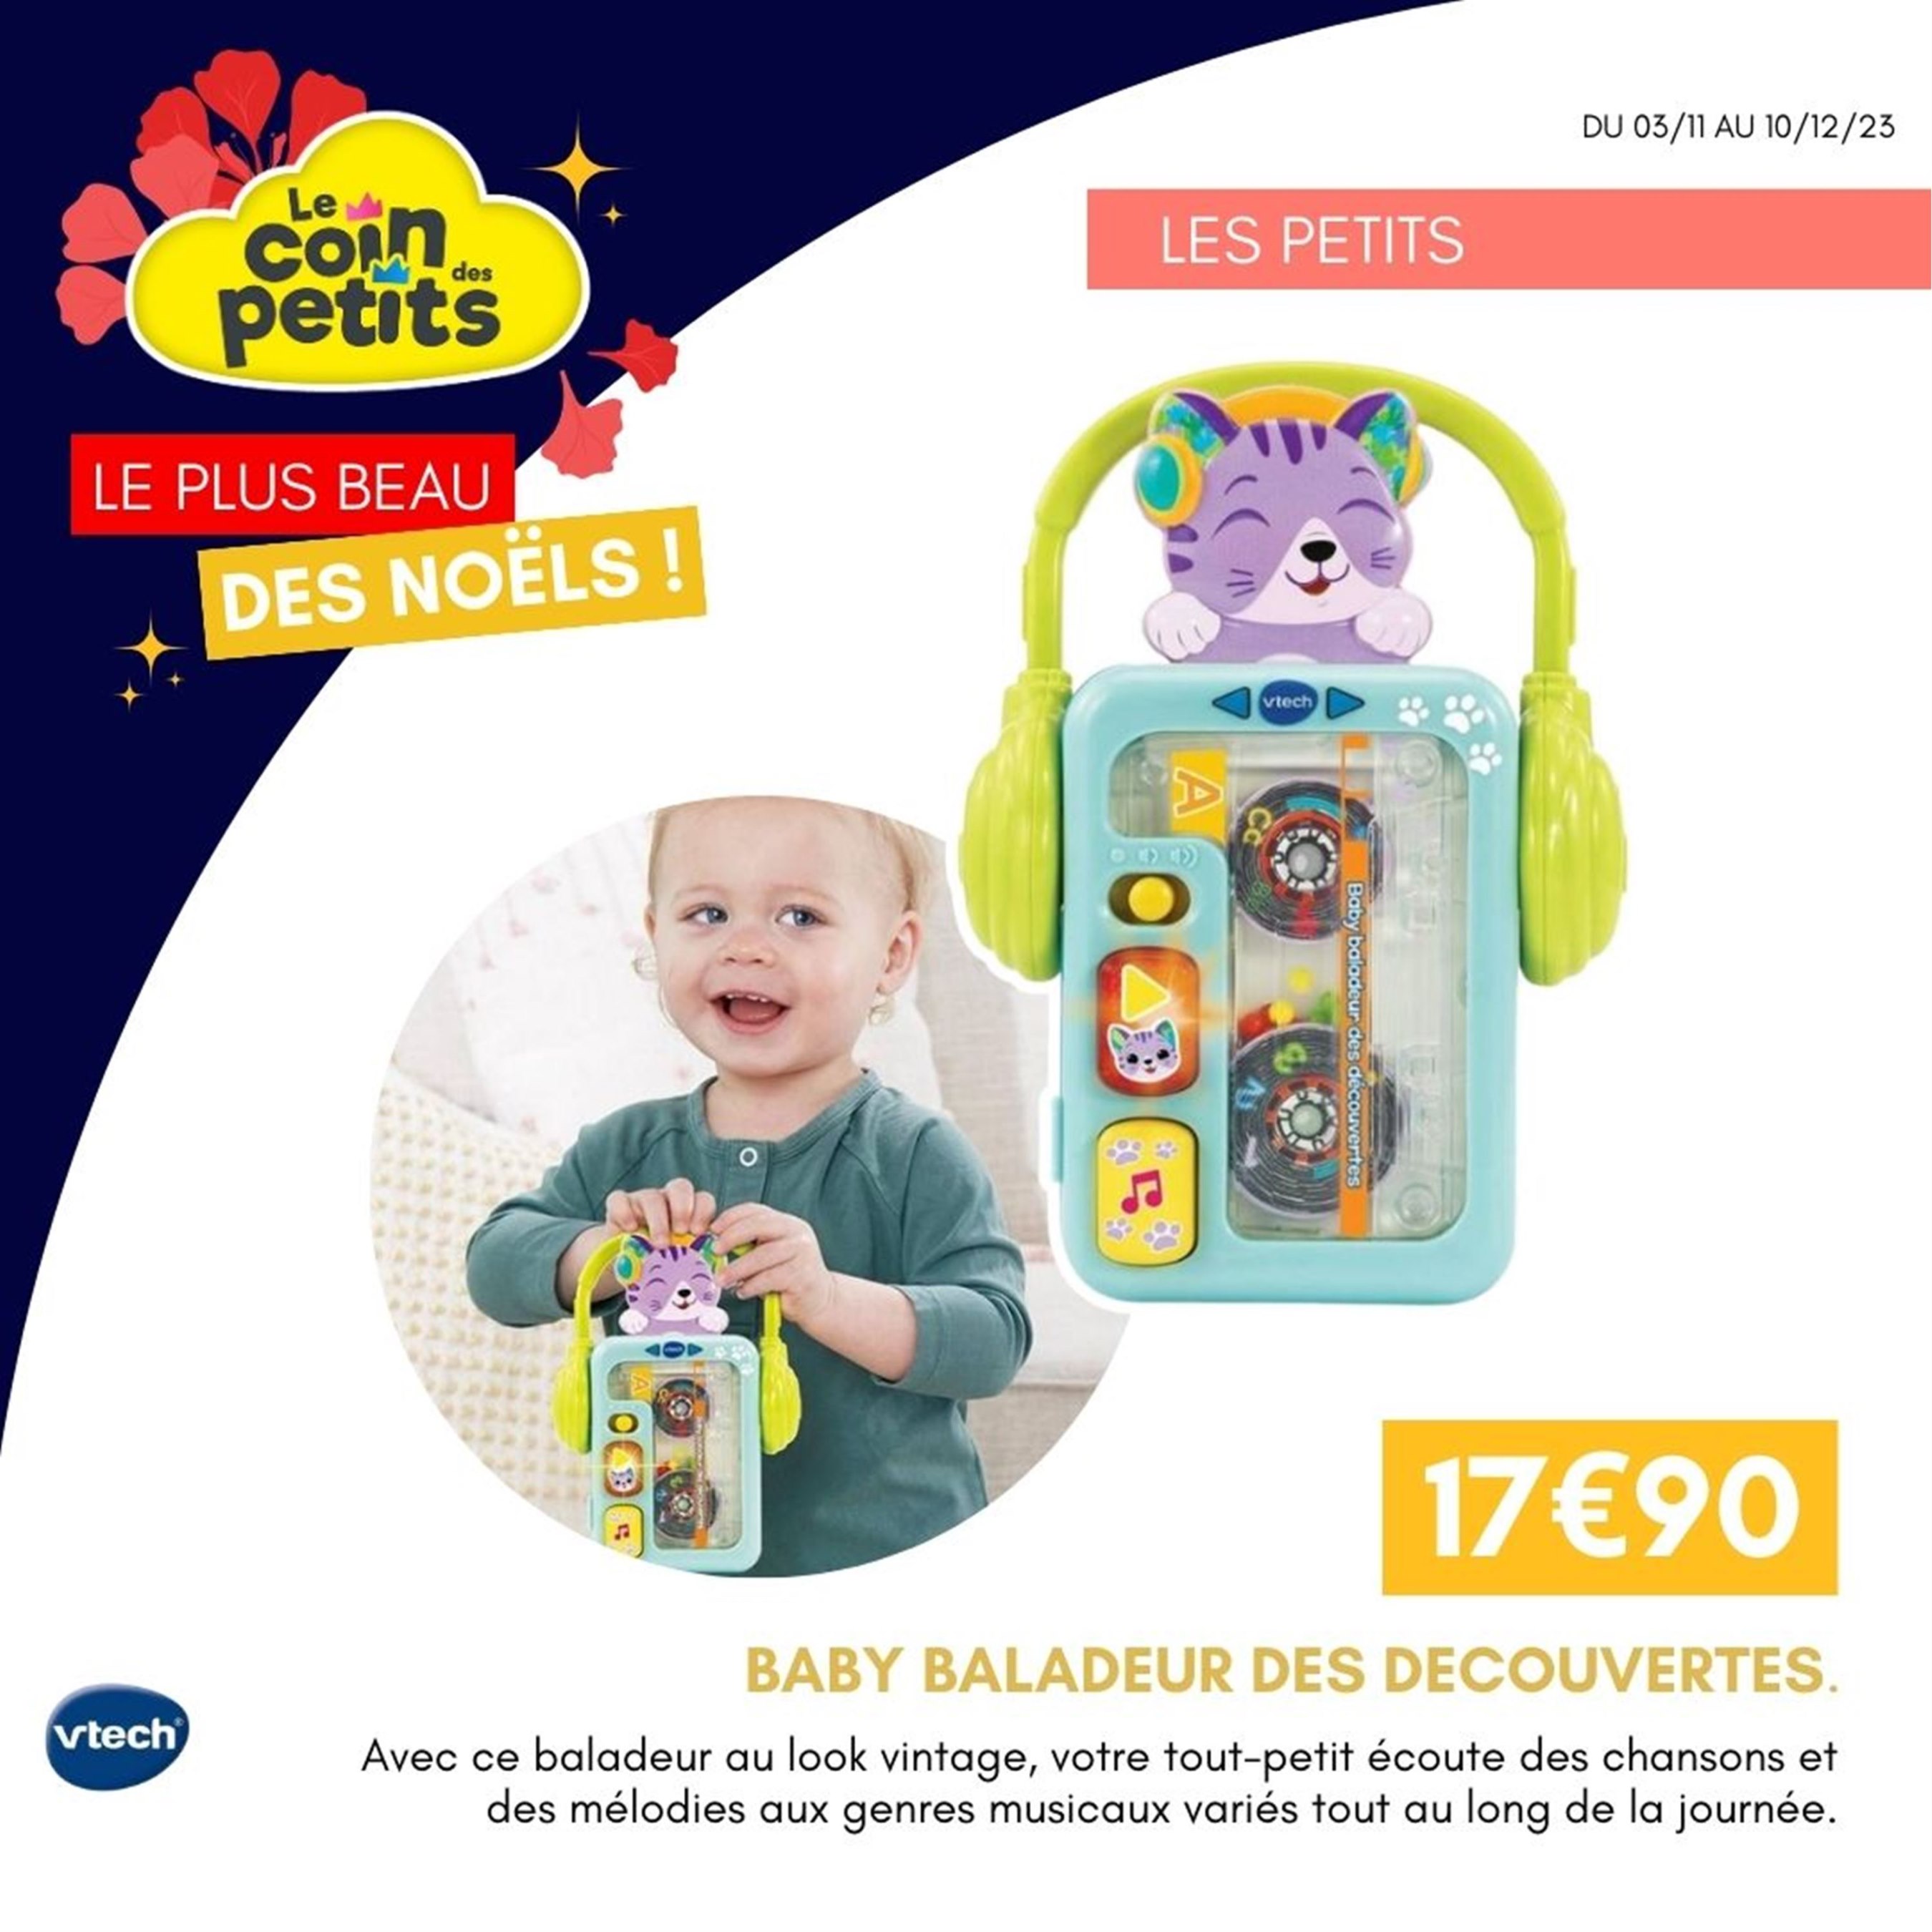 Le
coin
des
petits
DU 03/11 AU 10/12/23
LES PETITS
LE PLUS BEAU
DES NOËLS !
vtech
A
Cc
Baby baladeur des découvertes
vtech
A
17€90
BABY BALADEUR DES DECOUVERTES.
vtech
Avec ce baladeur au look vintage, votre tout-petit écoute des chansons et
des mélodies aux genres musicaux variés tout au long de la journée.